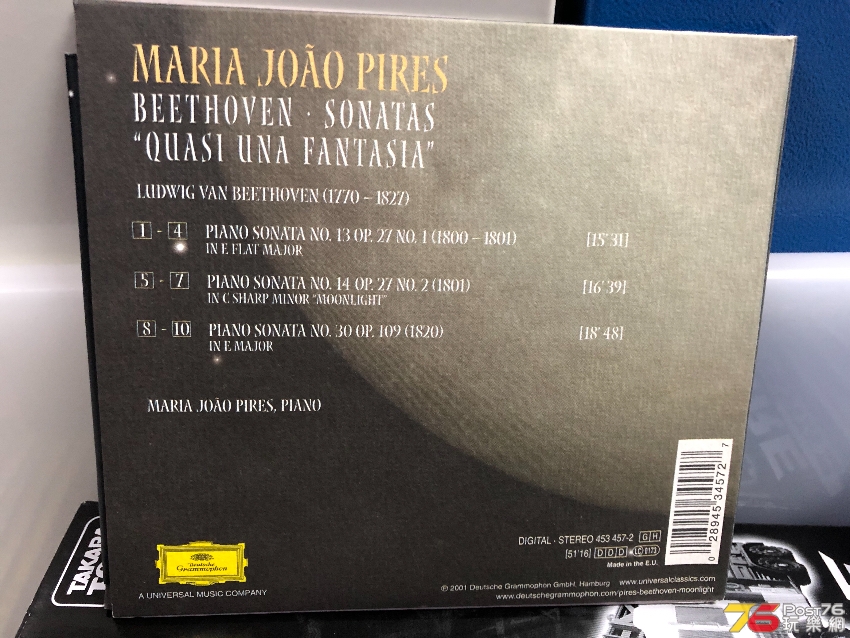 MARIA JOÃO PIRES
BEETHOVEN · SONATAS
"QUASI UNA FANTASIA"
LUDWIG VAN BEETHOVEN (1770 – 1827)
1 - 4 PIANO SONATA NO. 13 OP. 27 NO. 1 (1800 – 1801) [15'31]
IN E FLAT MAJOR
5 - 7 PIANO SONATA NO. 14 OP. 27 NO. 2 (1801) [16'39]
IN C SHARP MINOR "MOONLIGHT"
8 - 10 PIANO SONATA NO. 30 OP. 109 (1820) [18'48]
IN E MAJOR
MARIA JOÃO PIRES, PIANO
0 28945 34572 7
DIGITAL · STEREO 453 457-2 GH
[51'16] DDD LC 0173
Made in the E.U.
Deutsche
Grammophon
A UNIVERSAL MUSIC COMPANY
℗ 2001 Deutsche Grammophon GmbH, Hamburg www.universalclassics.com
www.deutschegrammophon.com/pires-beethoven-moonlight
TAKARA
76 Post76
玩樂網